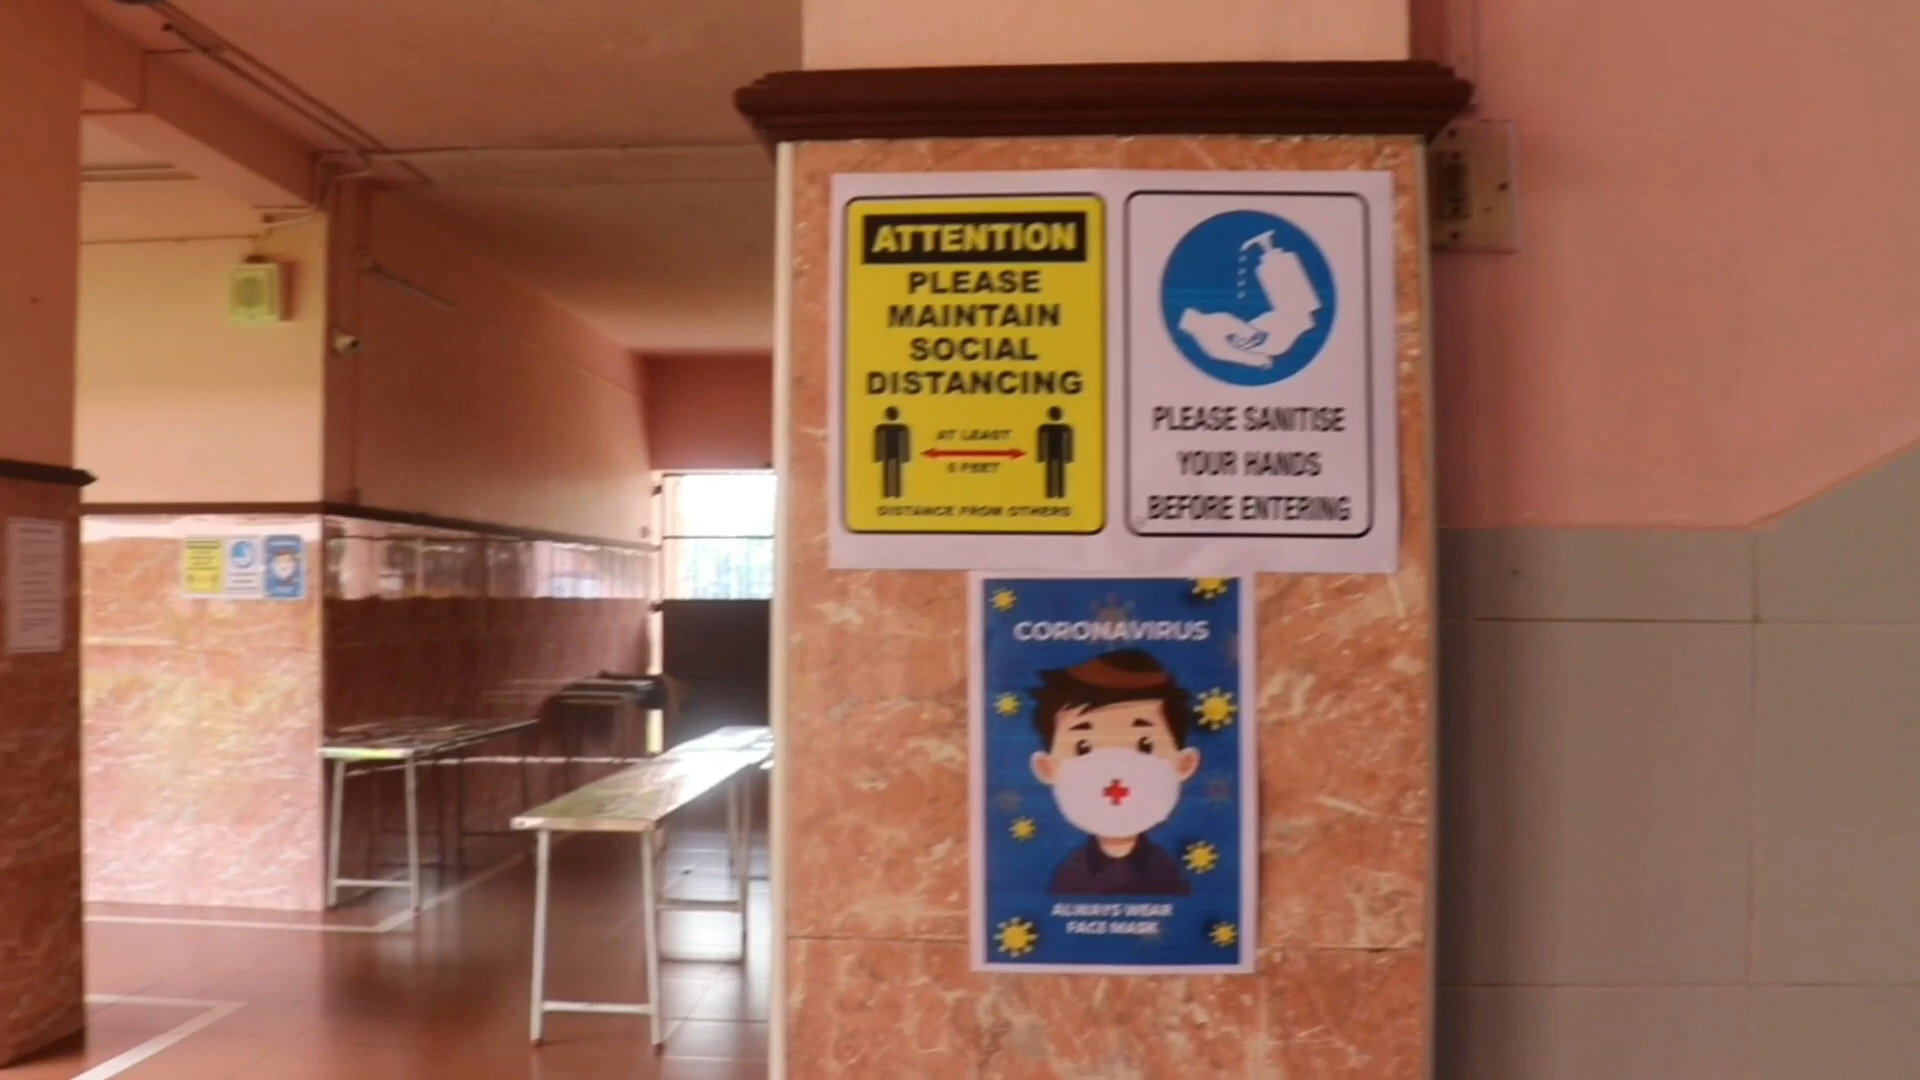 ATTENTION
PLEASE
MAINTAIN
SOCIAL
DISTANCING
AT LEAST
6 FEET
DISTANCE FROM OTHERS
PLEASE SANITISE
YOUR HANDS
BEFORE ENTERING
CORONAVIRUS
ALWAYS WEAR
FACE MASK